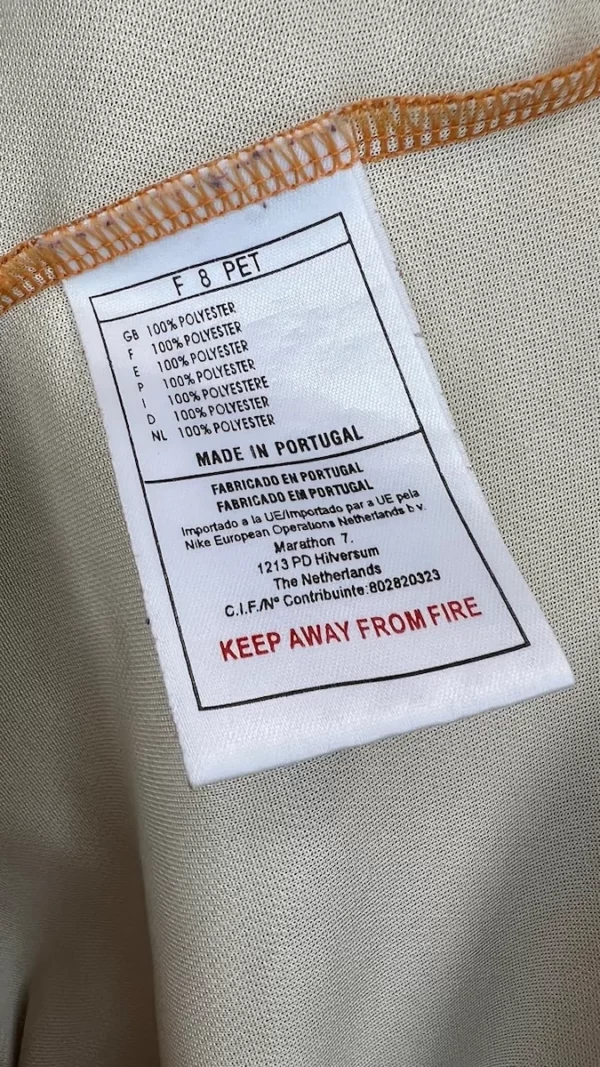 F 8 PET
GB 100% POLYESTER
F 100% POLYESTER
E 100% POLYESTER
P 100% POLYESTER
I 100% POLYESTERE
D 100% POLYESTER
NL 100% POLYESTER
MADE IN PORTUGAL
FABRICADO EN PORTUGAL
FABRICADO EM PORTUGAL
Importado a la UE/Importado par a UE pela
Nike European Operations Netherlands b.v.
Marathon 7.
1213 PD Hilversum
The Netherlands
C.I.F./Nº Contribuinte:802820323
KEEP AWAY FROM FIRE